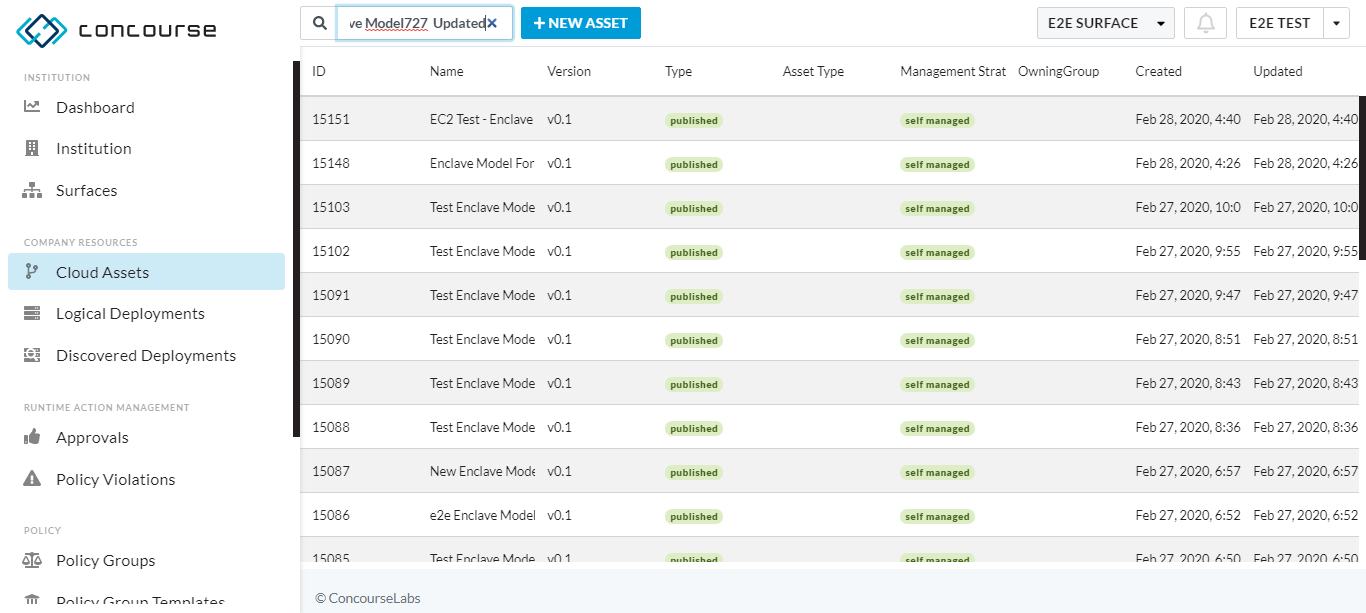 concourse
ve Model727 Updated
+ NEW ASSET
E2E SURFACE
E2E TEST
INSTITUTION
Dashboard
Institution
Surfaces
COMPANY RESOURCES
Cloud Assets
Logical Deployments
Discovered Deployments
RUNTIME ACTION MANAGEMENT
Approvals
Policy Violations
POLICY
Policy Groups
Policy Group Templates
ID Name Version Type Asset Type Management Strat OwningGroup Created Updated
15151 EC2 Test - Enclave v0.1 published self managed Feb 28, 2020, 4:40 Feb 28, 2020, 4:40
15148 Enclave Model For v0.1 published self managed Feb 28, 2020, 4:26 Feb 28, 2020, 4:26
15103 Test Enclave Mode v0.1 published self managed Feb 27, 2020, 10:0 Feb 27, 2020, 10:0
15102 Test Enclave Mode v0.1 published self managed Feb 27, 2020, 9:55 Feb 27, 2020, 9:55
15091 Test Enclave Mode v0.1 published self managed Feb 27, 2020, 9:47 Feb 27, 2020, 9:47
15090 Test Enclave Mode v0.1 published self managed Feb 27, 2020, 8:51 Feb 27, 2020, 8:51
15089 Test Enclave Mode v0.1 published self managed Feb 27, 2020, 8:43 Feb 27, 2020, 8:43
15088 Test Enclave Mode v0.1 published self managed Feb 27, 2020, 8:36 Feb 27, 2020, 8:36
15087 New Enclave Mode v0.1 published self managed Feb 27, 2020, 6:57 Feb 27, 2020, 6:57
15086 e2e Enclave Model v0.1 published self managed Feb 27, 2020, 6:52 Feb 27, 2020, 6:52
15085 Test Enclave Mode v0.1 published self managed Feb 27, 2020, 6:50 Feb 27, 2020, 6:50
© ConcourseLabs